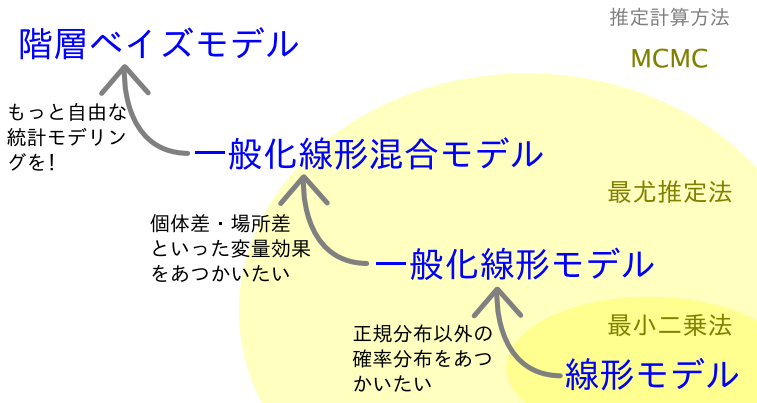 推定計算方法
階層ベイズモデル
MCMC
もっと自由な
統計モデリン
グを!
一般化線形混合モデル
最尤推定法
個体差・場所差
といった変量効果
をあつかいたい
一般化線形モデル
最小二乗法
正規分布以外の
確率分布をあつ
かいたい
線形モデル